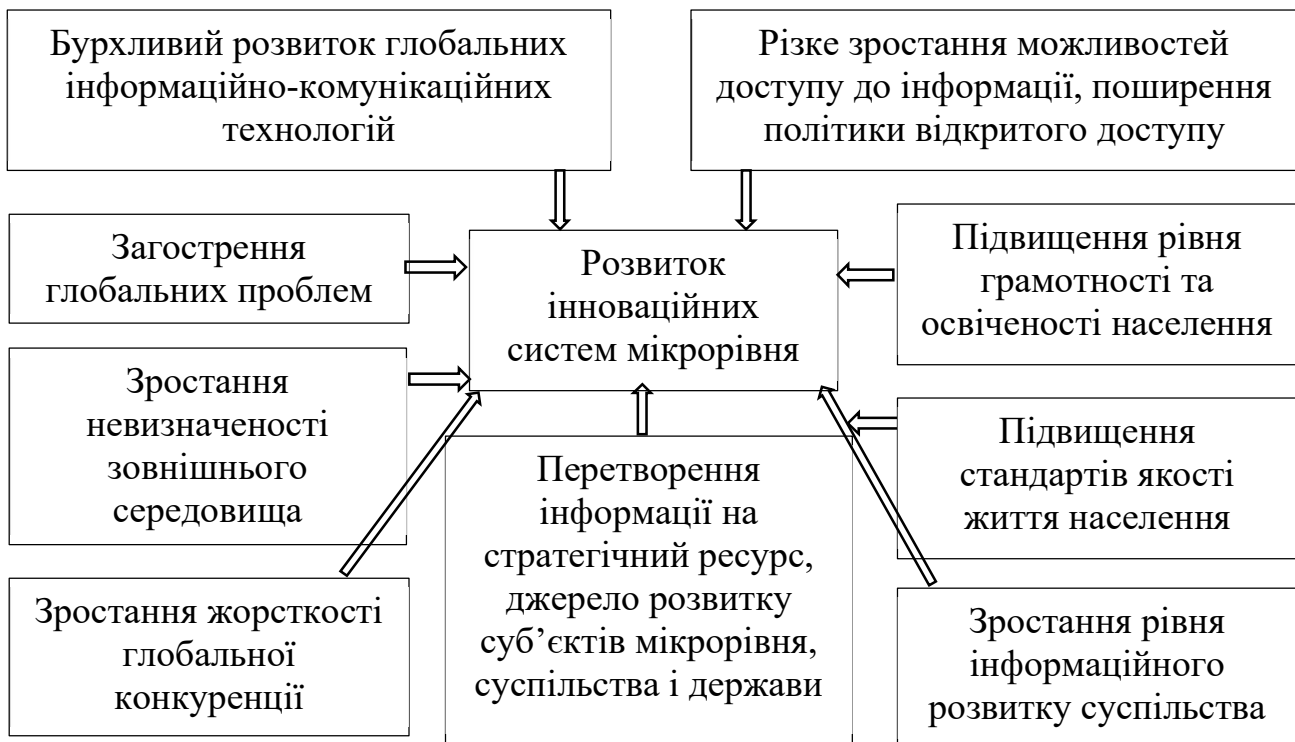 Бурхливий розвиток глобальних
інформаційно-комунікаційних
технологій
Різке зростання можливостей
доступу до інформації, поширення
політики відкритого доступу
Загострення
глобальних проблем
Розвиток
інноваційних
систем мікрорівня
Підвищення рівня
грамотності та
освіченості населення
Зростання
невизначеності
зовнішнього
середовища
Перетворення
інформації на
стратегічний ресурс,
джерело розвитку
суб’єктів мікрорівня,
суспільства і держави
Підвищення
стандартів якості
життя населення
Зростання жорсткості
глобальної
конкуренції
Зростання рівня
інформаційного
розвитку суспільства